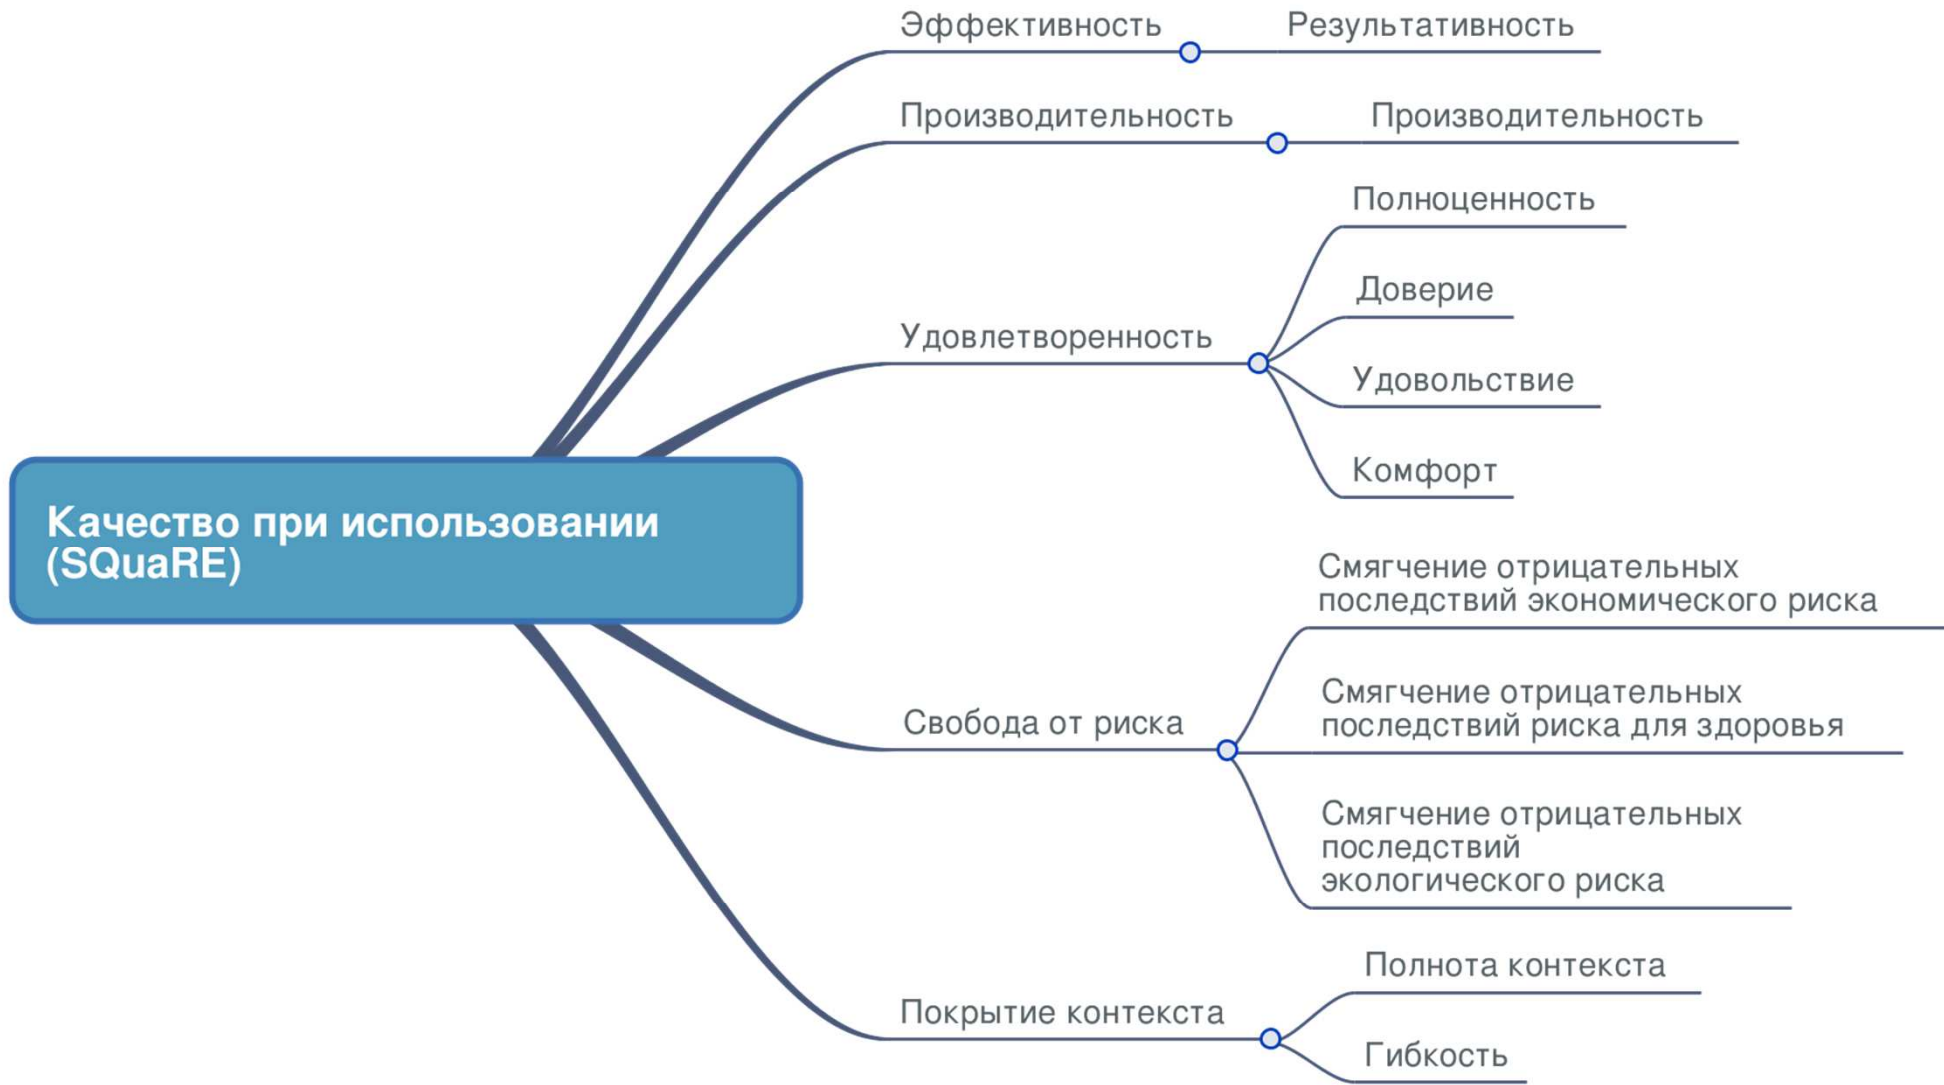 Эффективность
Результативность
Производительность
Производительность
Полноценность
Доверие
Удовлетворенность
Удовольствие
Комфорт
Качество при использовании
(SQuaRE)
Смягчение отрицательных
последствий экономического риска
Свобода от риска
Смягчение отрицательных
последствий риска для здоровья
Смягчение отрицательных
последствий
экологического риска
Полнота контекста
Покрытие контекста
Гибкость